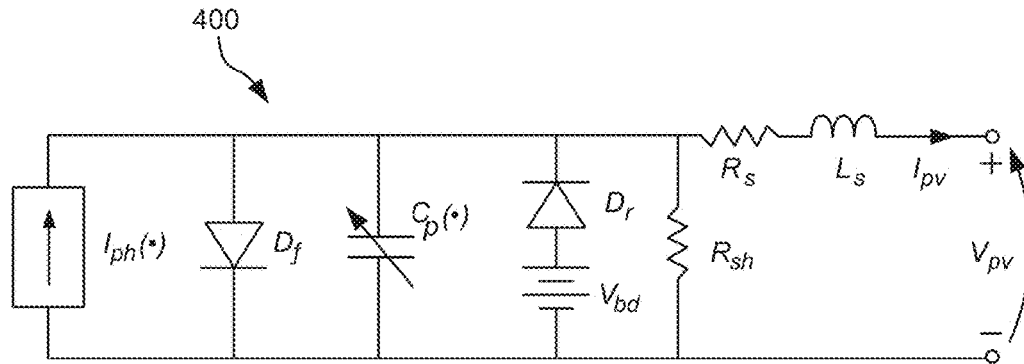 400
R_s
L_s
I_pv
+
I_ph(•)
D_f
C_p(•)
D_r
V_bd
R_sh
V_pv
−